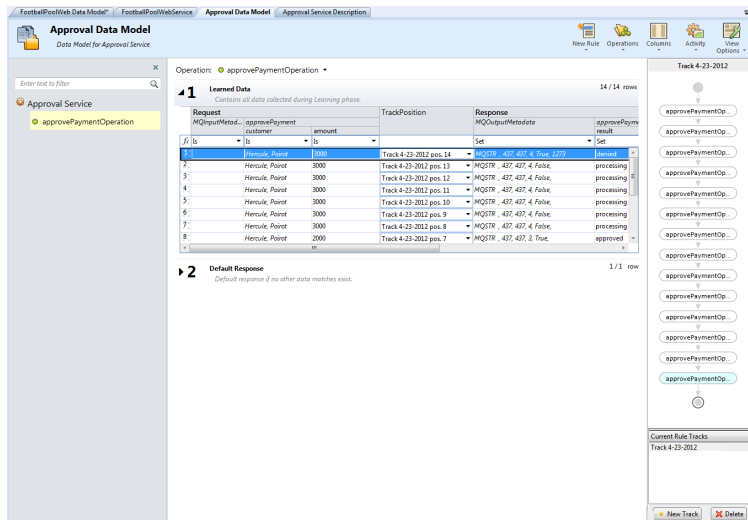 FootballPoolWeb Data Model* FootballPoolWebService Approval Data Model Approval Service Description
Approval Data Model
Data Model for Approval Service
New Rule Operations Columns Activity View Options
Enter text to filter
Approval Service
approvePaymentOperation
Operation: approvePaymentOperation
1 Learned Data 14 / 14 rows
Contains all data collected during Learning phase.
Request TrackPosition Response
MQInputMetad... approvePayment MQOutputMetadata approvePayme
customer amount result
Is Is Is Set Set
1 Hercule, Poirot 3000 Track 4-23-2012 pos.14 MQSTR , 437, 437, 4, True, 1273 denied
2 Hercule, Poirot 3000 Track 4-23-2012 pos.13 MQSTR , 437, 437, 4, False, processing
3 Hercule, Poirot 3000 Track 4-23-2012 pos.12 MQSTR , 437, 437, 4, False, processing
4 Hercule, Poirot 3000 Track 4-23-2012 pos.11 MQSTR , 437, 437, 4, False, processing
5 Hercule, Poirot 3000 Track 4-23-2012 pos.10 MQSTR , 437, 437, 4, False, processing
6 Hercule, Poirot 3000 Track 4-23-2012 pos.9 MQSTR , 437, 437, 4, False, processing
7 Hercule, Poirot 3000 Track 4-23-2012 pos.8 MQSTR , 437, 437, 4, False, processing
8 Hercule, Poirot 2000 Track 4-23-2012 pos.7 MQSTR , 437, 437, 3, True, approved
2 Default Response 1 / 1 row
Default response if no other data matches exist.
Track 4-23-2012
approvePaymentOp...
approvePaymentOp...
approvePaymentOp...
approvePaymentOp...
approvePaymentOp...
approvePaymentOp...
approvePaymentOp...
approvePaymentOp...
approvePaymentOp...
approvePaymentOp...
approvePaymentOp...
approvePaymentOp...
approvePaymentOp...
approvePaymentOp...
Current Rule Tracks
Track 4-23-2012
New Track Delete